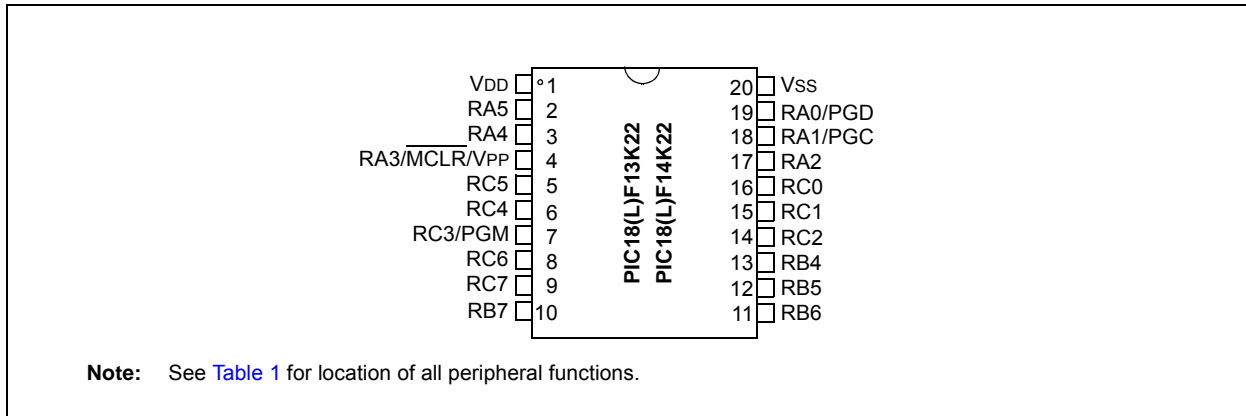 VDD 1 20 VSS
RA5 2 19 RA0/PGD
RA4 3 18 RA1/PGC
RA3/MCLR/VPP 4 17 RA2
RC5 5 16 RC0
RC4 6 15 RC1
RC3/PGM 7 14 RC2
RC6 8 13 RB4
RC7 9 12 RB5
RB7 10 11 RB6
PIC18(L)F13K22
PIC18(L)F14K22
Note: See Table 1 for location of all peripheral functions.